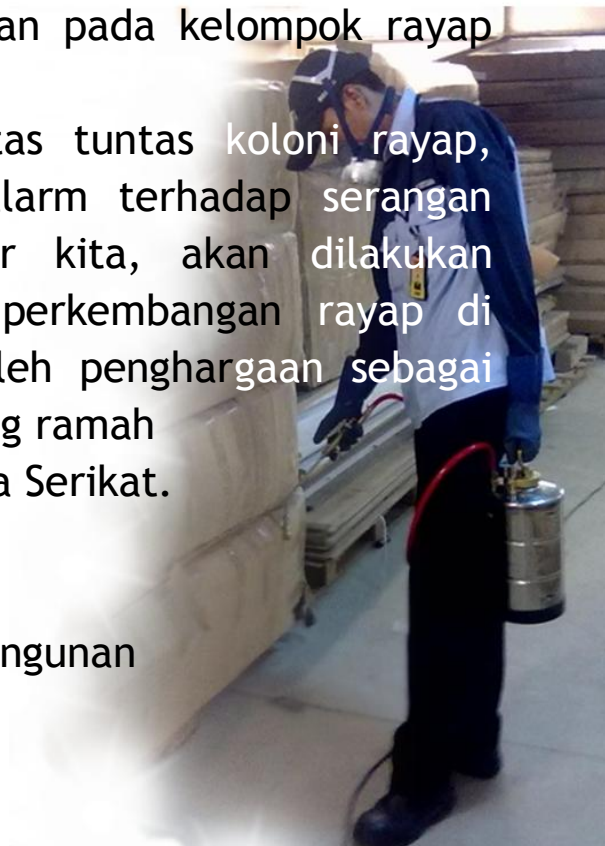 an pada kelompok rayap
tas tuntas koloni rayap,
larm terhadap serangan
r kita, akan dilakukan
perkembangan rayap di
leh penghargaan sebagai
g ramah
a Serikat.
ngunan